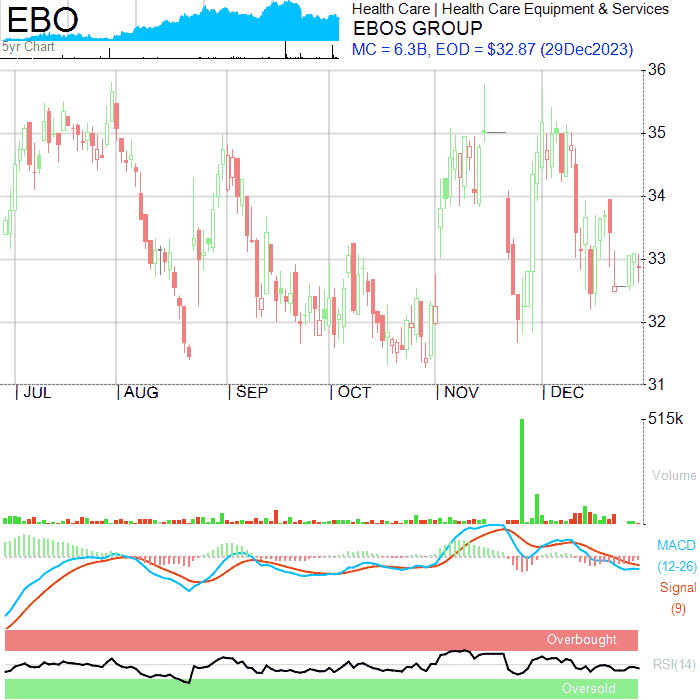 EBO
5yr Chart
Health Care | Health Care Equipment & Services
EBOS GROUP
MC = 6.3B, EOD = $32.87 (29Dec2023)
36
35
34
33
32
31
JUL
AUG
SEP
OCT
NOV
DEC
515k
Volume
MACD
(12-26)
Signal
(9)
Overbought
RSI(14)
Oversold